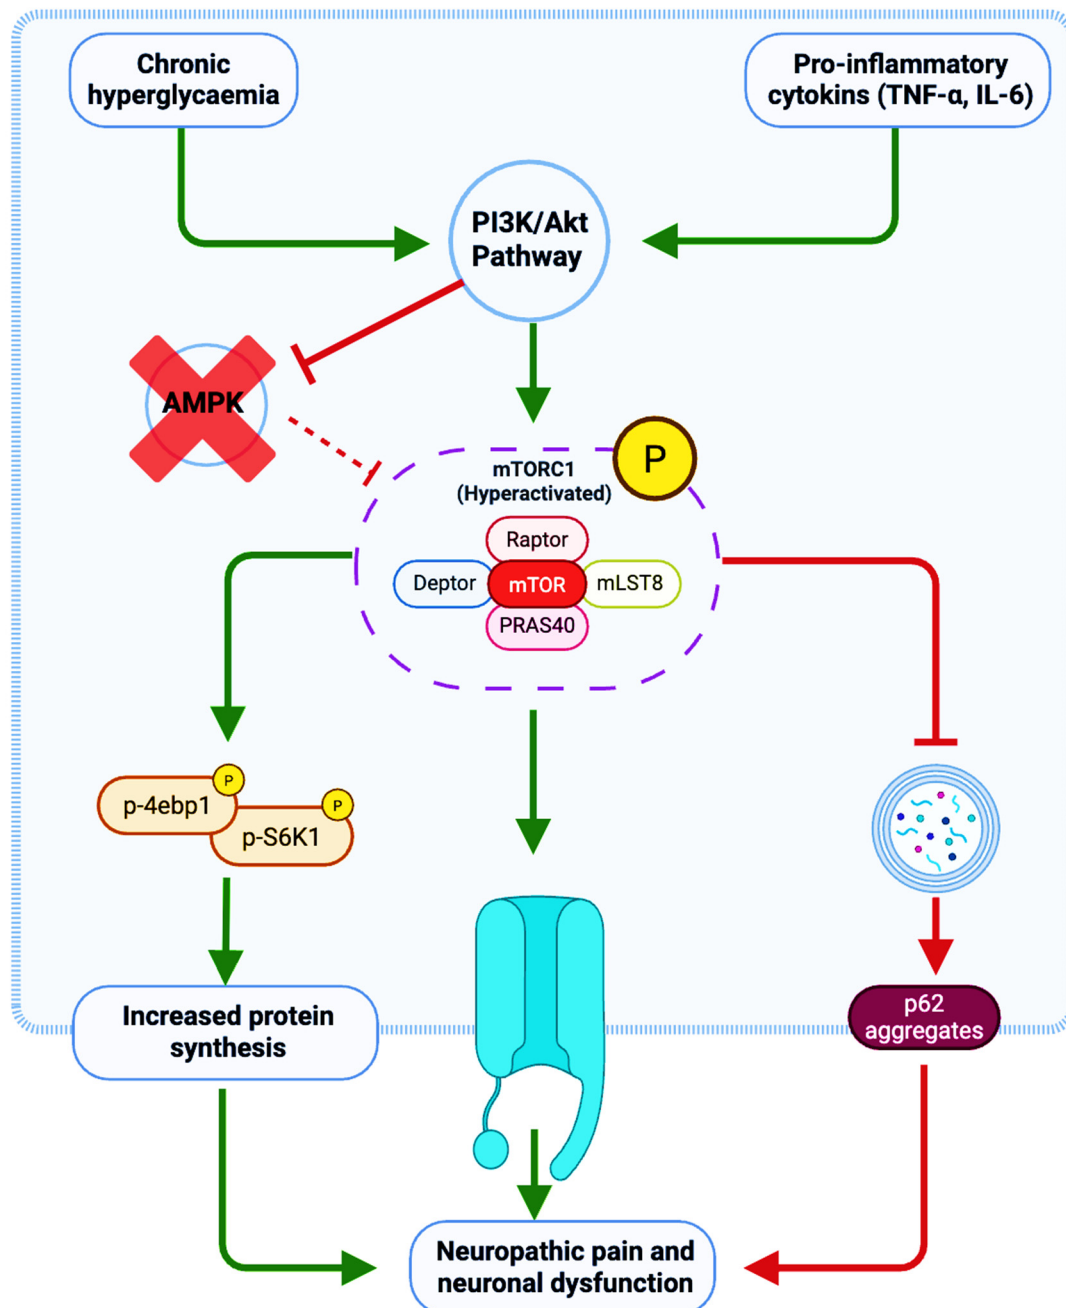 Chronic
hyperglycaemia
Pro-inflammatory
cytokins (TNF-α, IL-6)
PI3K/Akt
Pathway
AMPK
P
mTORC1
(Hyperactivated)
Raptor
Deptor
mTOR
mLST8
PRAS40
P
p-4ebp1
P
p-S6K1
Increased protein
synthesis
p62
aggregates
Neuropathic pain and
neuronal dysfunction